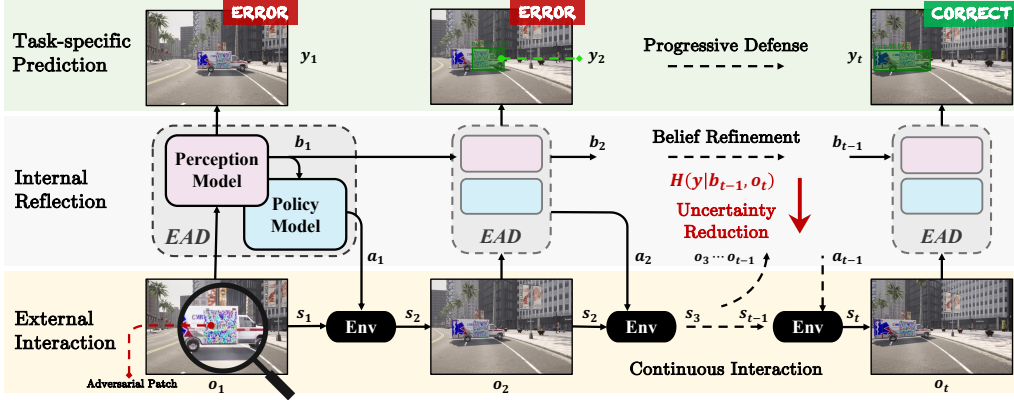 ERROR
ERROR
CORRECT
Task-specific
Prediction
y₁
y₂
Progressive Defense
yₜ
Internal
Reflection
Perception
Model
Policy
Model
EAD
b₁
a₁
EAD
b₂
a₂
Belief Refinement
H(y|bₜ₋₁, oₜ)
Uncertainty
Reduction
o₃ ⋯ oₜ₋₁
bₜ₋₁
aₜ₋₁
EAD
External
Interaction
Adversarial Patch
o₁
s₁
Env
s₂
o₂
s₂
Env
s₃
sₜ₋₁
Env
sₜ
Continuous Interaction
oₜ